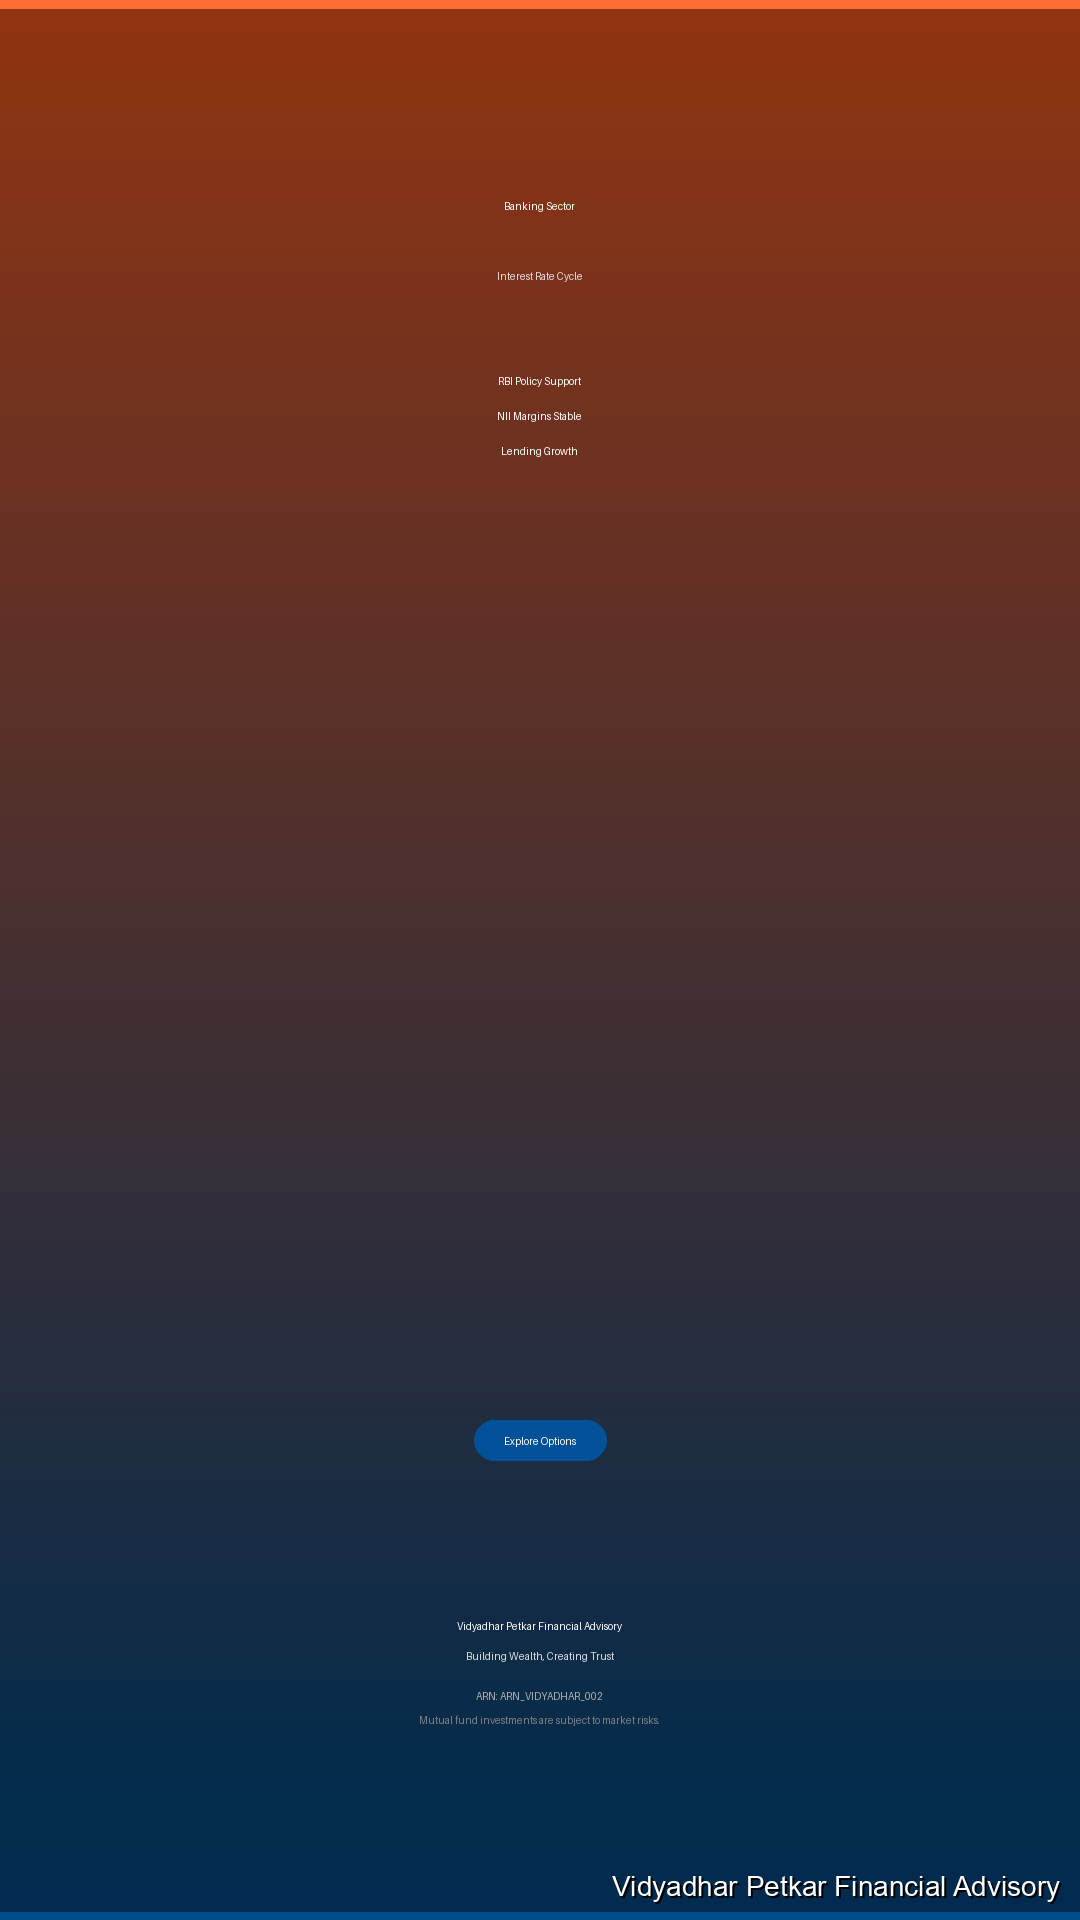 Banking Sector
Interest Rate Cycle
RBI Policy Support
NII Margins Stable
Lending Growth
Explore Options
Vidyadhar Petkar Financial Advisory
Building Wealth, Creating Trust
ARN: ARN_VIDYADHAR_002
Mutual fund investments are subject to market risks.
Vidyadhar Petkar Financial Advisory